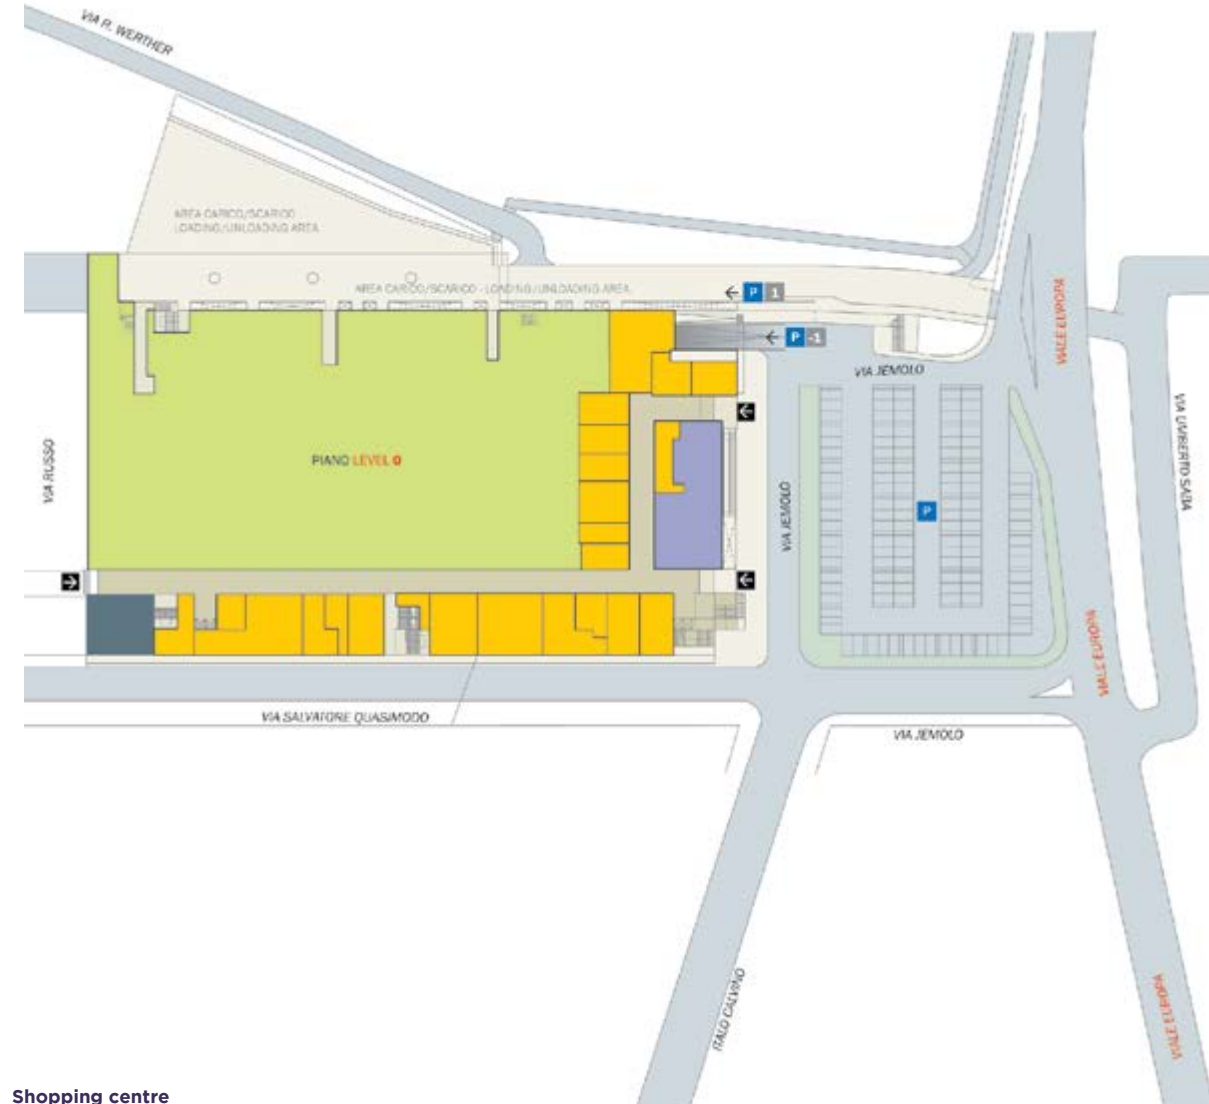 VIA R. WERTHER
AREA CARICO/SCARICO
LOADING/UNLOADING AREA
AREA CARICO/SCARICO - LOADING/UNLOADING AREA
P 1
P -1
VIALE EUROPA
VIA JEMOLO
VIA UMBERTO SABA
VIA RUSSO
PIANO LEVEL 0
VIA JEMOLO
P
VIALE EUROPA
VIA SALVATORE QUASIMODO
VIA JEMOLO
ITALO CALVINO
VIALE EUROPA
Shopping centre